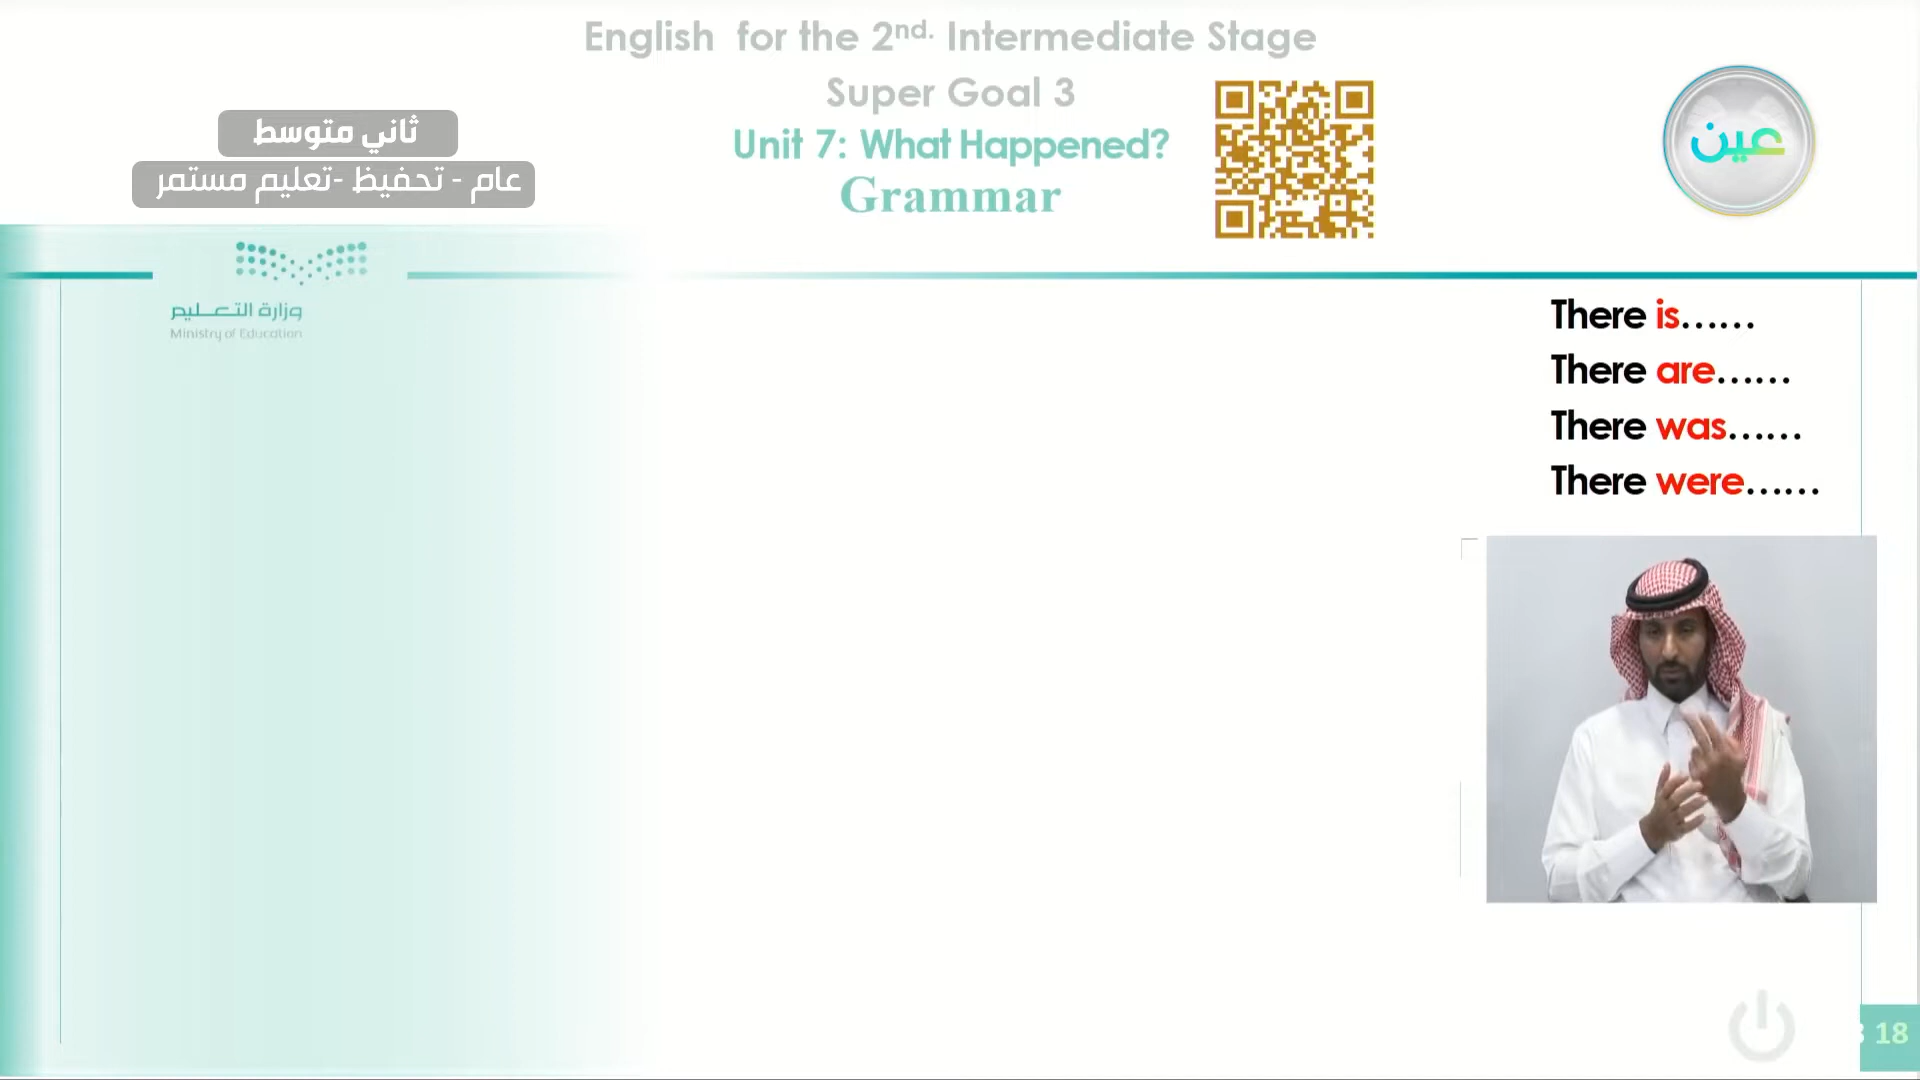 English for the 2nd. Intermediate Stage
Super Goal 3
Unit 7: What Happened?
Grammar
ثاني متوسط
عام - تحفيظ -تعليم مستمر
عين
وزارة التعليم
Ministry of Education
There is......
There are......
There was......
There were......
18